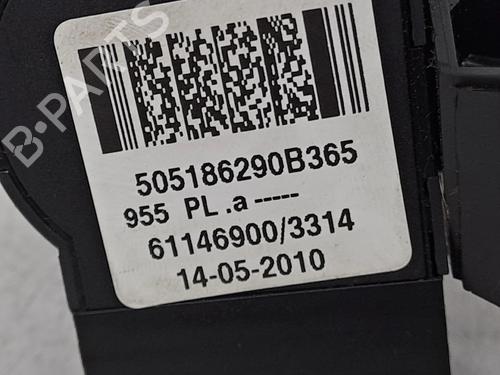 B-PARTS
505186290B365
955 PL .a -----
61146900/3314
14-05-2010